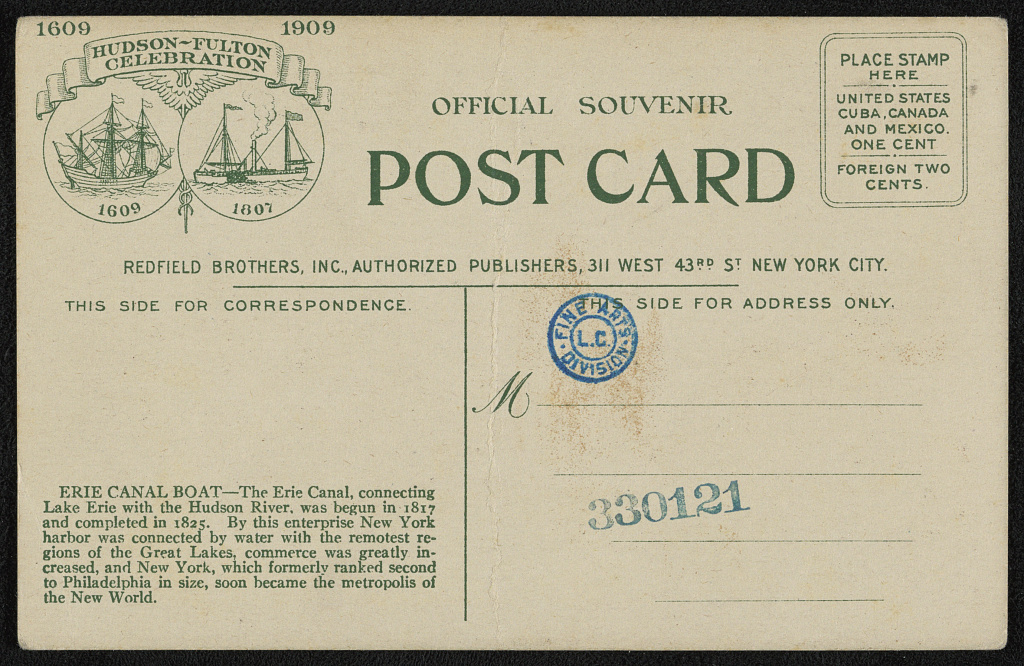 1609 1909
HUDSON-FULTON
CELEBRATION
1609
1807
OFFICIAL SOUVENIR
POST CARD
PLACE STAMP
HERE
UNITED STATES
CUBA, CANADA
AND MEXICO.
ONE CENT
FOREIGN TWO
CENTS.
REDFIELD BROTHERS, INC., AUTHORIZED PUBLISHERS, 311 WEST 43RD ST NEW YORK CITY.
THIS SIDE FOR CORRESPONDENCE.
ERIE CANAL BOAT—The Erie Canal, connecting
Lake Erie with the Hudson River, was begun in 1817
and completed in 1825. By this enterprise New York
harbor was connected by water with the remotest re-
gions of the Great Lakes, commerce was greatly in-
creased, and New York, which formerly ranked second
to Philadelphia in size, soon became the metropolis of
the New World.
THIS SIDE FOR ADDRESS ONLY.
FINE ARTS
L.C.
DIVISION
M
330121